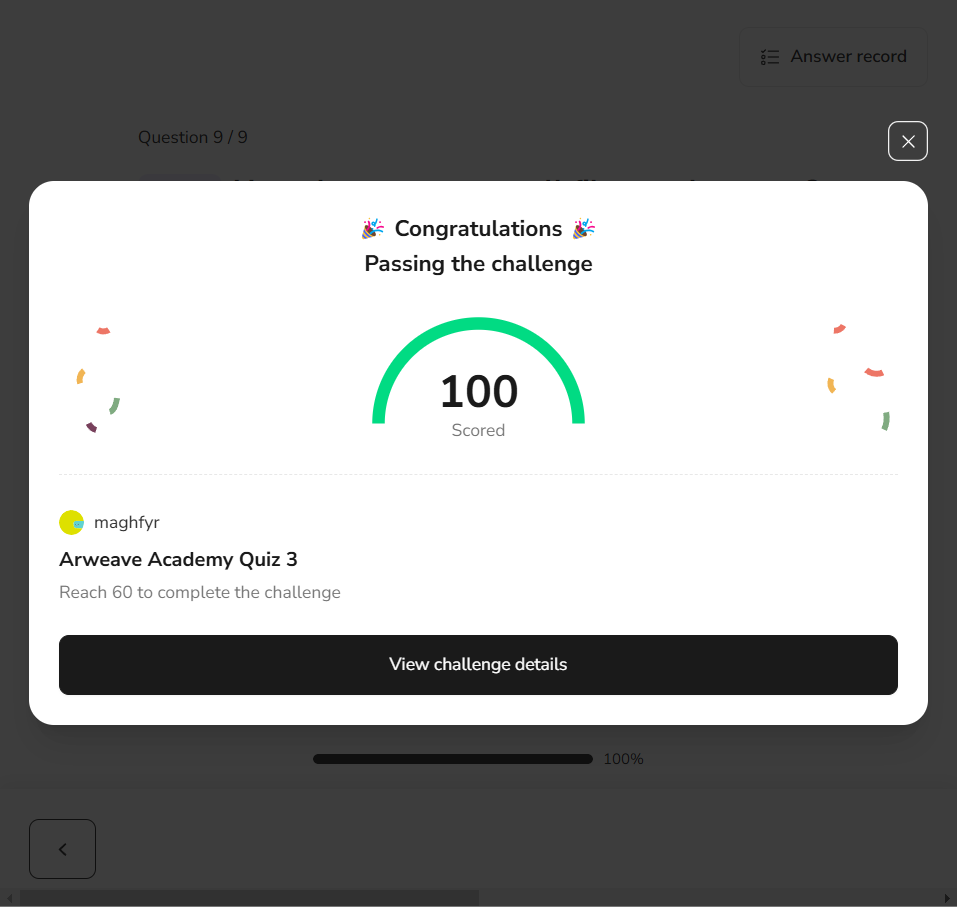 Answer record
Question 9 / 9
🎉 Congratulations 🎉
Passing the challenge
100
Scored
maghfyr
Arweave Academy Quiz 3
Reach 60 to complete the challenge
View challenge details
100%